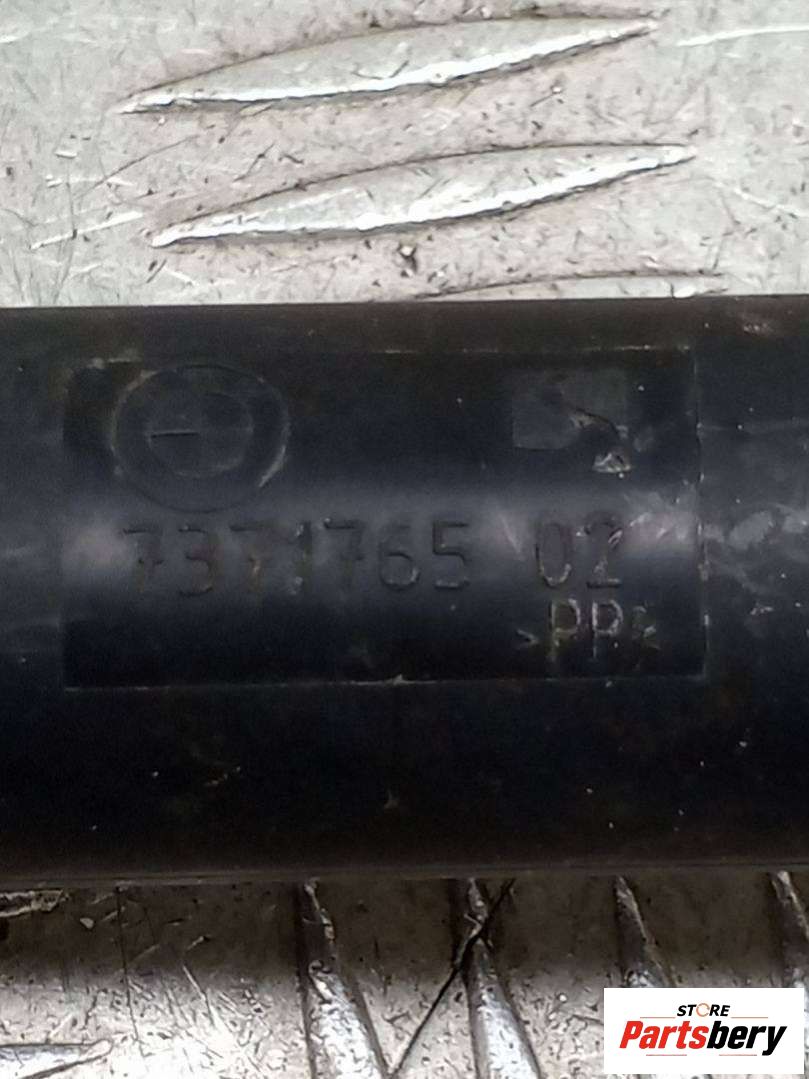 7371765 02
>PP<
STORE
Partsbery